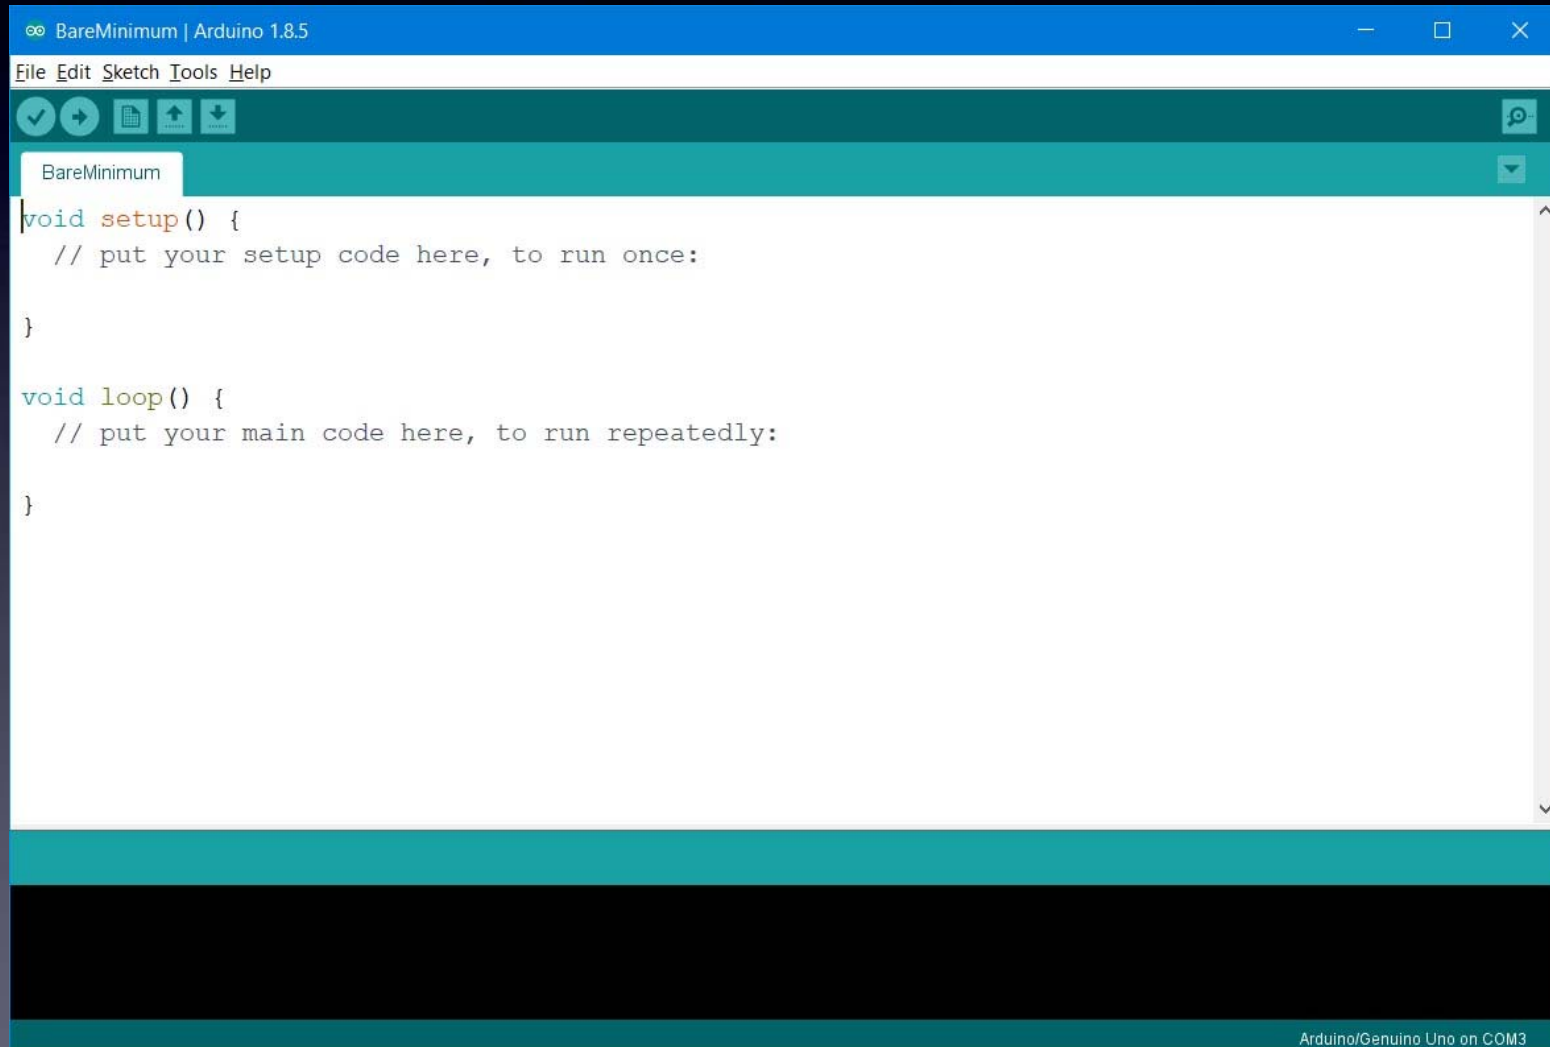 BareMinimum | Arduino 1.8.5
File Edit Sketch Tools Help
BareMinimum
void setup() {
  // put your setup code here, to run once:
}
void loop() {
  // put your main code here, to run repeatedly:
}
Arduino/Genuino Uno on COM3